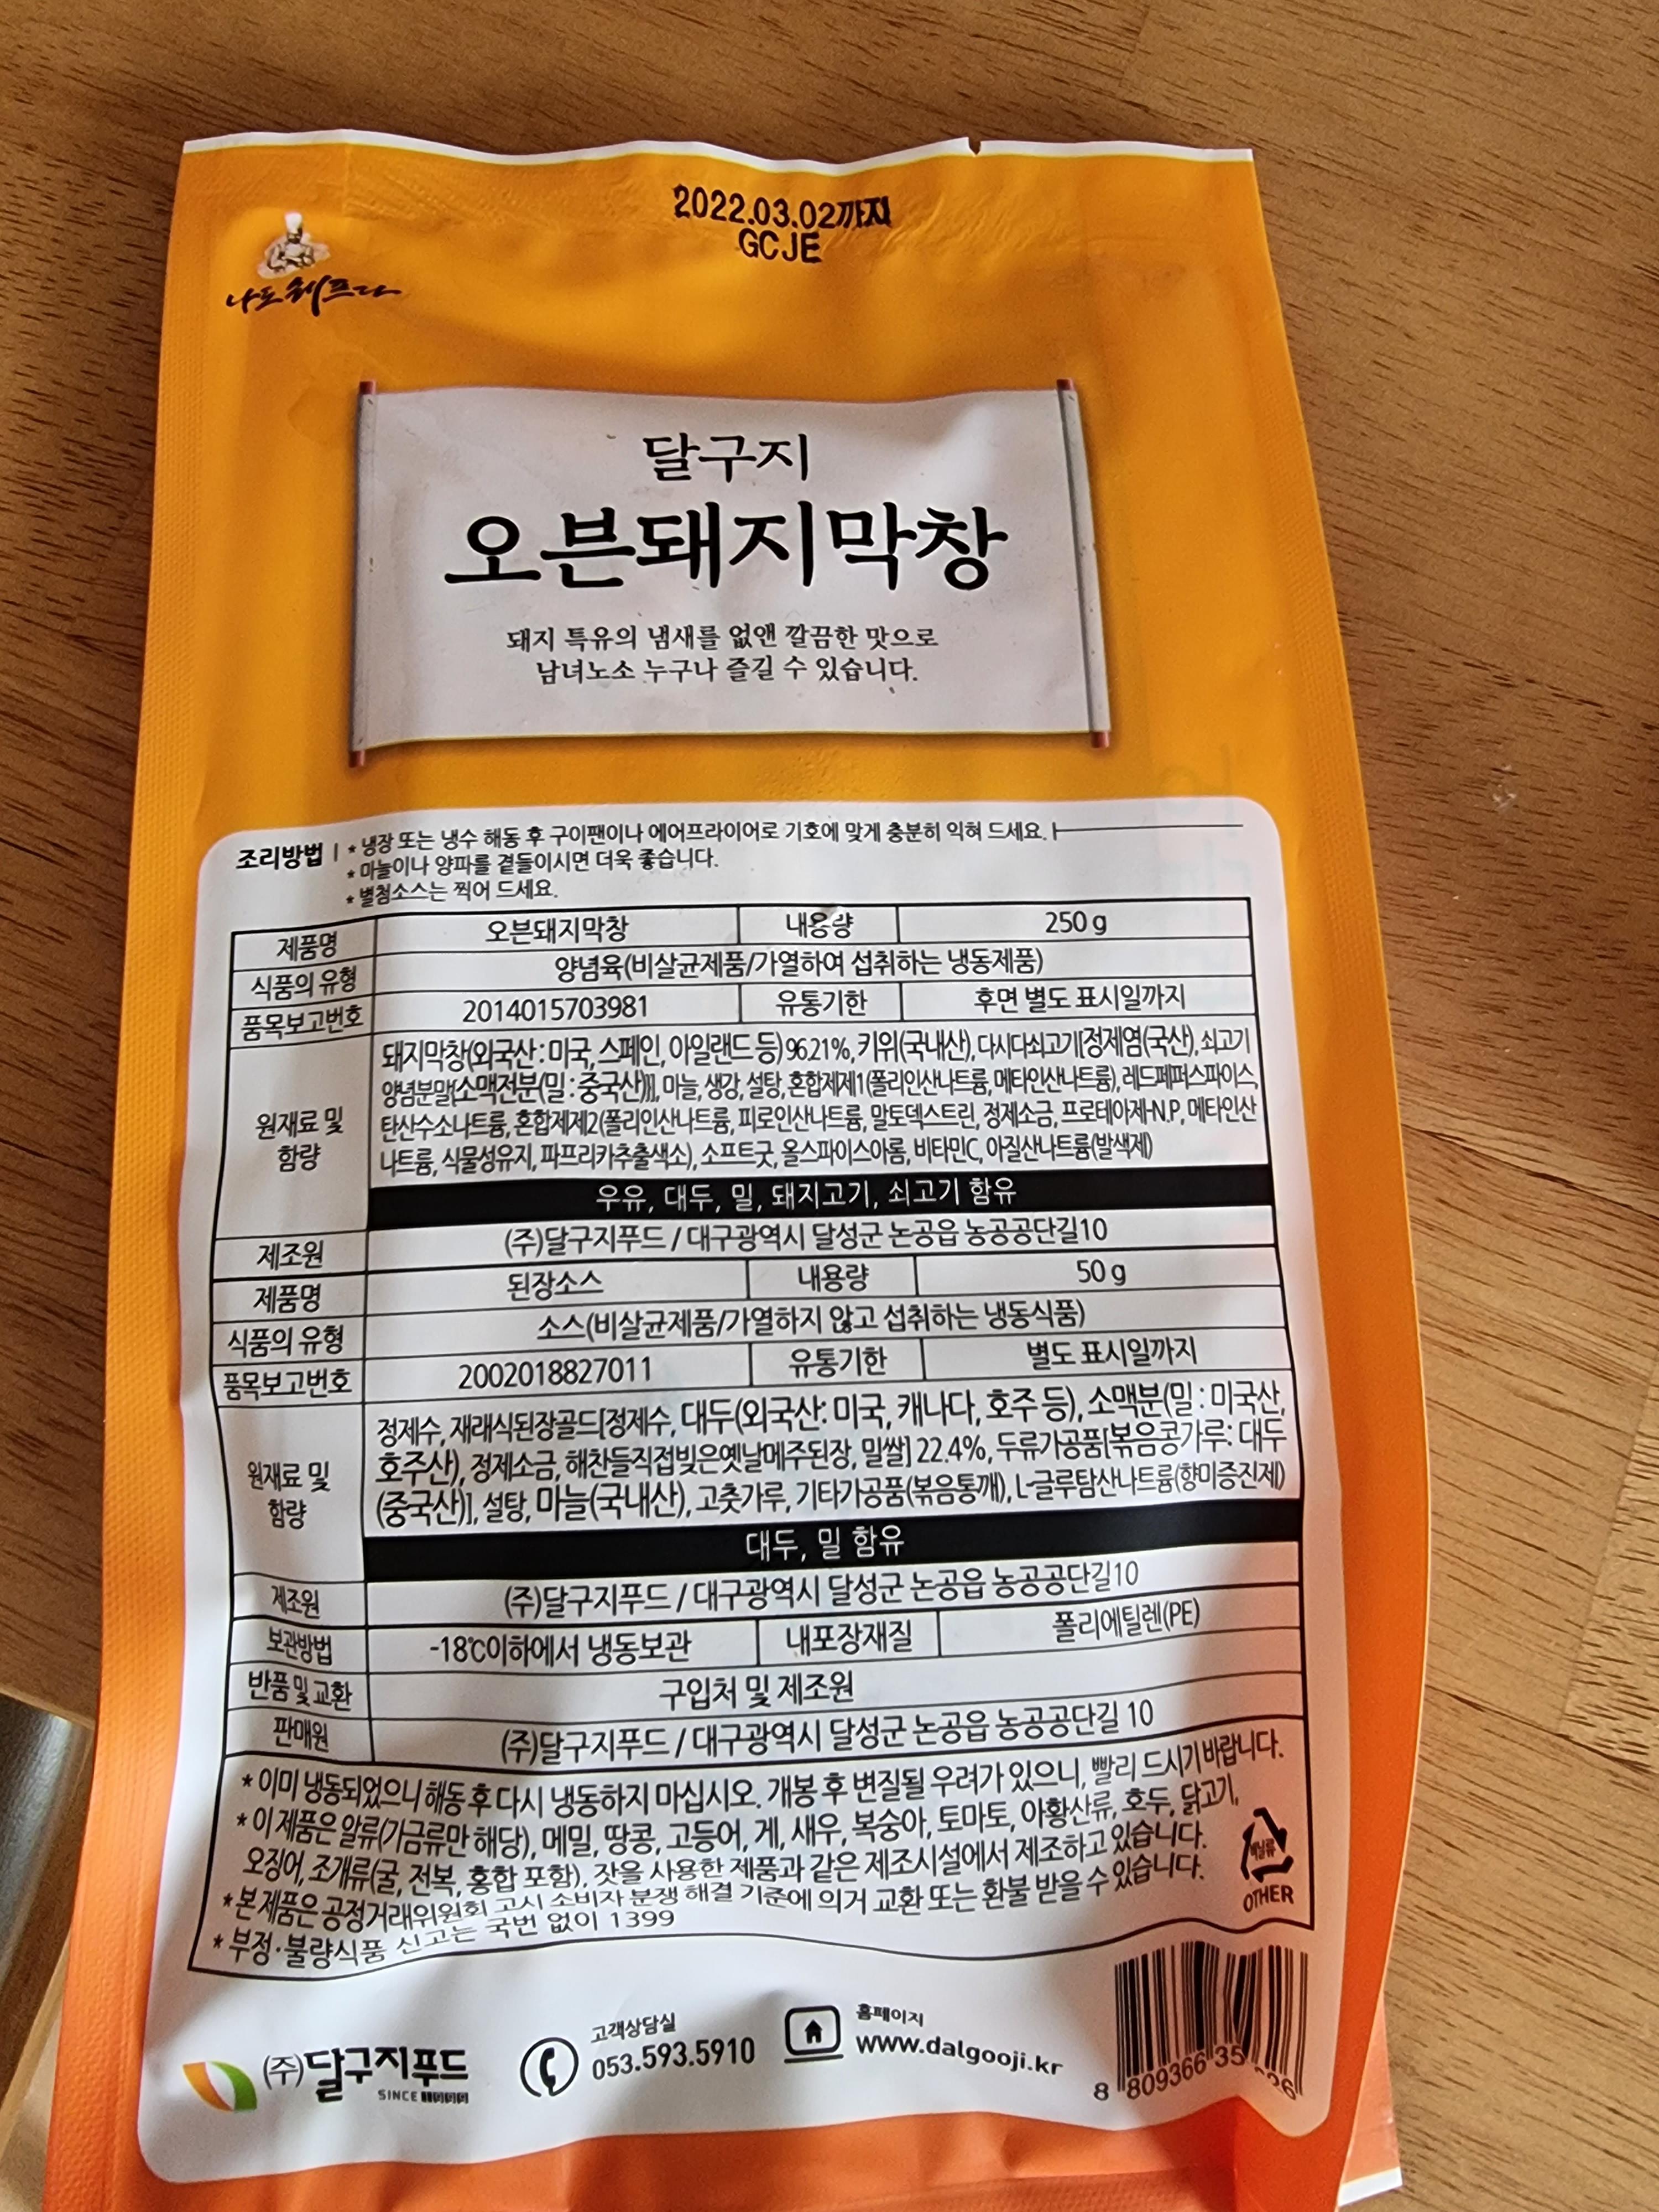 2022.03.02까지
GCJE
나도 쉐프다
달구지
오븐돼지막창
돼지 특유의 냄새를 없앤 깔끔한 맛으로
남녀노소 누구나 즐길 수 있습니다.
조리방법 | * 냉장 또는 냉수 해동 후 구이팬이나 에어프라이어로 기호에 맞게 충분히 익혀 드세요.
* 마늘이나 양파를 곁들이시면 더욱 좋습니다.
* 별첨소스는 찍어 드세요.
제품명 오븐돼지막창 내용량 250 g
식품의 유형 양념육(비살균제품/가열하여 섭취하는 냉동제품)
품목보고번호 2014015703981 유통기한 후면 별도 표시일까지
원재료 및 함량
돼지막창(외국산:미국, 스페인, 아일랜드 등) 96.21%, 키위(국내산), 다시다쇠고기[정제염(국산), 쇠고기
양념분말{소맥전분(밀:중국산)}], 마늘, 생강, 설탕, 혼합제제1(폴리인산나트륨, 메타인산나트륨), 레드페퍼스파이스,
탄산수소나트륨, 혼합제제2(폴리인산나트륨, 피로인산나트륨, 말토덱스트린, 정제소금, 프로테아제-N.P, 메타인산
나트륨, 식물성유지, 파프리카추출색소), 소프트굿, 올스파이스아롬, 비타민C, 아질산나트륨(발색제)
우유, 대두, 밀, 돼지고기, 쇠고기 함유
제조원 (주)달구지푸드 / 대구광역시 달성군 논공읍 농공공단길10
제품명 된장소스 내용량 50 g
식품의 유형 소스(비살균제품/가열하지 않고 섭취하는 냉동식품)
품목보고번호 2002018827011 유통기한 별도 표시일까지
원재료 및 함량
정제수, 재래식된장골드[정제수, 대두(외국산: 미국, 캐나다, 호주 등), 소맥분(밀 : 미국산,
호주산), 정제소금, 해찬들직접빚은옛날메주된장, 밀쌀] 22.4%, 두류가공품[볶음콩가루: 대두
(중국산)], 설탕, 마늘(국내산), 고춧가루, 기타가공품(볶음통깨), L-글루탐산나트륨(향미증진제)
대두, 밀 함유
제조원 (주)달구지푸드 / 대구광역시 달성군 논공읍 농공공단길10
보관방법 -18℃이하에서 냉동보관 내포장재질 폴리에틸렌(PE)
반품 및 교환 구입처 및 제조원
판매원 (주)달구지푸드 / 대구광역시 달성군 논공읍 농공공단길 10
* 이미 냉동되었으니 해동 후 다시 냉동하지 마십시오. 개봉 후 변질될 우려가 있으니, 빨리 드시기 바랍니다.
* 이 제품은 알류(가금류만 해당), 메밀, 땅콩, 고등어, 게, 새우, 복숭아, 토마토, 아황산류, 호두, 닭고기,
오징어, 조개류(굴, 전복, 홍합 포함), 잣을 사용한 제품과 같은 제조시설에서 제조하고 있습니다.
* 본 제품은 공정거래위원회 고시 소비자 분쟁 해결 기준에 의거 교환 또는 환불 받을 수 있습니다.
* 부정·불량식품 신고는 국번 없이 1399
비닐류
OTHER
(주)달구지푸드
SINCE 1999
고객상담실
053.593.5910
홈페이지
www.dalgooji.kr
8 809366 35